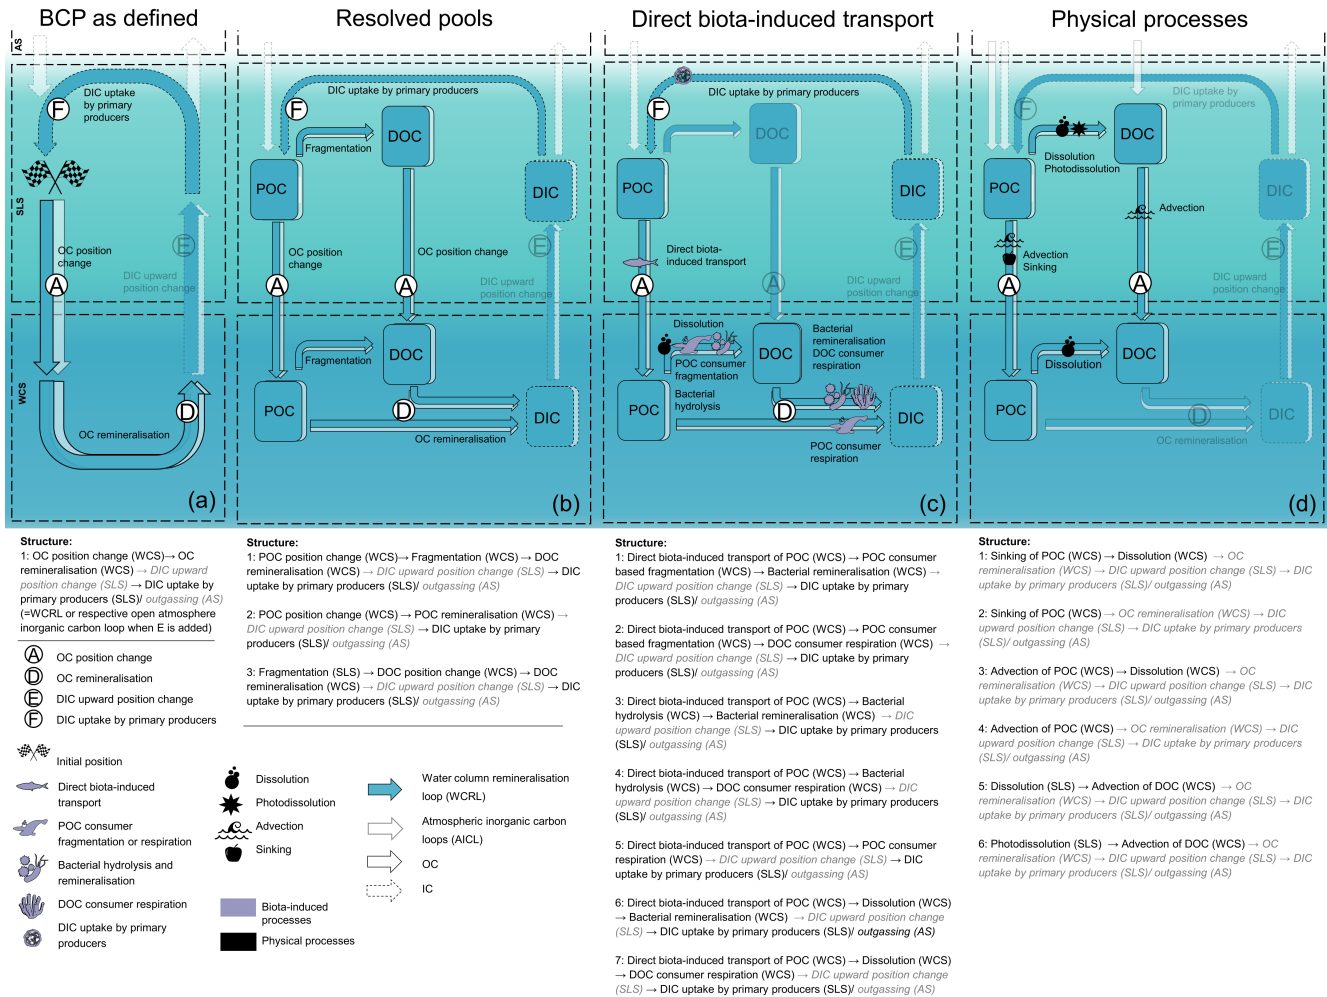 BCP as defined
AS
F
DIC uptake
by primary
producers
SLS
E
OC position
change
DIC upward
position change
A
WCS
D
OC remineralisation
(a)
Resolved pools
DIC uptake by primary producers
F
DOC
Fragmentation
POC
DIC
OC position
change
OC position change
E
DIC upward
position change
A
A
DOC
Fragmentation
POC
D
DIC
OC remineralisation
(b)
Direct biota-induced transport
DIC uptake by primary producers
F
DOC
POC
DIC
Direct biota-
induced transport
E
DIC upward
position change
A
A
Dissolution
Bacterial
remineralisation
DOC consumer
respiration
DOC
POC consumer
fragmentation
Bacterial
hydrolysis
POC
D
DIC
POC consumer
respiration
(c)
Physical processes
DIC uptake by
primary producers
F
DOC
Dissolution
Photodissolution
POC
DIC
Advection
Advection
Sinking
E
DIC upward
position change
A
A
DOC
Dissolution
POC
D
DIC
OC remineralisation
(d)
Structure:
1: OC position change (WCS)→ OC
remineralisation (WCS) → DIC upward
position change (SLS) → DIC uptake by
primary producers (SLS)/ outgassing (AS)
(=WCRL or respective open atmosphere
inorganic carbon loop when E is added)
A OC position change
D OC remineralisation
E DIC upward position change
F DIC uptake by primary producers
Initial position
Direct biota-induced
transport
POC consumer
fragmentation or respiration
Bacterial hydrolysis and
remineralisation
DOC consumer respiration
DIC uptake by primary
producers
Structure:
1: POC position change (WCS)→ Fragmentation (WCS) → DOC
remineralisation (WCS) → DIC upward position change (SLS) → DIC
uptake by primary producers (SLS)/ outgassing (AS)
2: POC position change (WCS) → POC remineralisation (WCS) →
DIC upward position change (SLS) → DIC uptake by primary
producers (SLS)/ outgassing (AS)
3: Fragmentation (SLS) → DOC position change (WCS) → DOC
remineralisation (WCS) → DIC upward position change (SLS) → DIC
uptake by primary producers (SLS)/ outgassing (AS)
Dissolution
Photodissolution
Advection
Sinking
Biota-induced
processes
Physical processes
Water column remineralisation
loop (WCRL)
Atmospheric inorganic carbon
loops (AICL)
OC
IC
Structure:
1: Direct biota-induced transport of POC (WCS) → POC consumer
based fragmentation (WCS) → Bacterial remineralisation (WCS) →
DIC upward position change (SLS) → DIC uptake by primary
producers (SLS)/ outgassing (AS)
2: Direct biota-induced transport of POC (WCS) → POC consumer
based fragmentation (WCS) → DOC consumer respiration (WCS) →
DIC upward position change (SLS) → DIC uptake by primary
producers (SLS)/ outgassing (AS)
3: Direct biota-induced transport of POC (WCS) → Bacterial
hydrolysis (WCS) → Bacterial remineralisation (WCS) → DIC
upward position change (SLS) → DIC uptake by primary producers
(SLS)/ outgassing (AS)
4: Direct biota-induced transport of POC (WCS) → Bacterial
hydrolysis (WCS) → DOC consumer respiration (WCS) → DIC
upward position change (SLS) → DIC uptake by primary producers
(SLS)/ outgassing (AS)
5: Direct biota-induced transport of POC (WCS) → POC consumer
respiration (WCS) → DIC upward position change (SLS) → DIC
uptake by primary producers (SLS)/ outgassing (AS)
6: Direct biota-induced transport of POC (WCS) → Dissolution (WCS)
→ Bacterial remineralisation (WCS) → DIC upward position change
(SLS) → DIC uptake by primary producers (SLS)/ outgassing (AS)
7: Direct biota-induced transport of POC (WCS) → Dissolution (WCS)
→ DOC consumer respiration (WCS) → DIC upward position change
(SLS) → DIC uptake by primary producers (SLS)/ outgassing (AS)
Structure:
1: Sinking of POC (WCS) → Dissolution (WCS) → OC
remineralisation (WCS) → DIC upward position change (SLS) → DIC
uptake by primary producers (SLS)/ outgassing (AS)
2: Sinking of POC (WCS) → OC remineralisation (WCS) → DIC
upward position change (SLS) → DIC uptake by primary producers
(SLS)/ outgassing (AS)
3: Advection of POC (WCS) → Dissolution (WCS) → OC
remineralisation (WCS) → DIC upward position change (SLS) → DIC
uptake by primary producers (SLS)/ outgassing (AS)
4: Advection of POC (WCS) → OC remineralisation (WCS) → DIC
upward position change (SLS) → DIC uptake by primary producers
(SLS)/ outgassing (AS)
5: Dissolution (SLS) → Advection of DOC (WCS) → OC
remineralisation (WCS) → DIC upward position change (SLS) → DIC
uptake by primary producers (SLS)/ outgassing (AS)
6: Photodissolution (SLS) → Advection of DOC (WCS) → OC
remineralisation (WCS) → DIC upward position change (SLS) → DIC
uptake by primary producers (SLS)/ outgassing (AS)